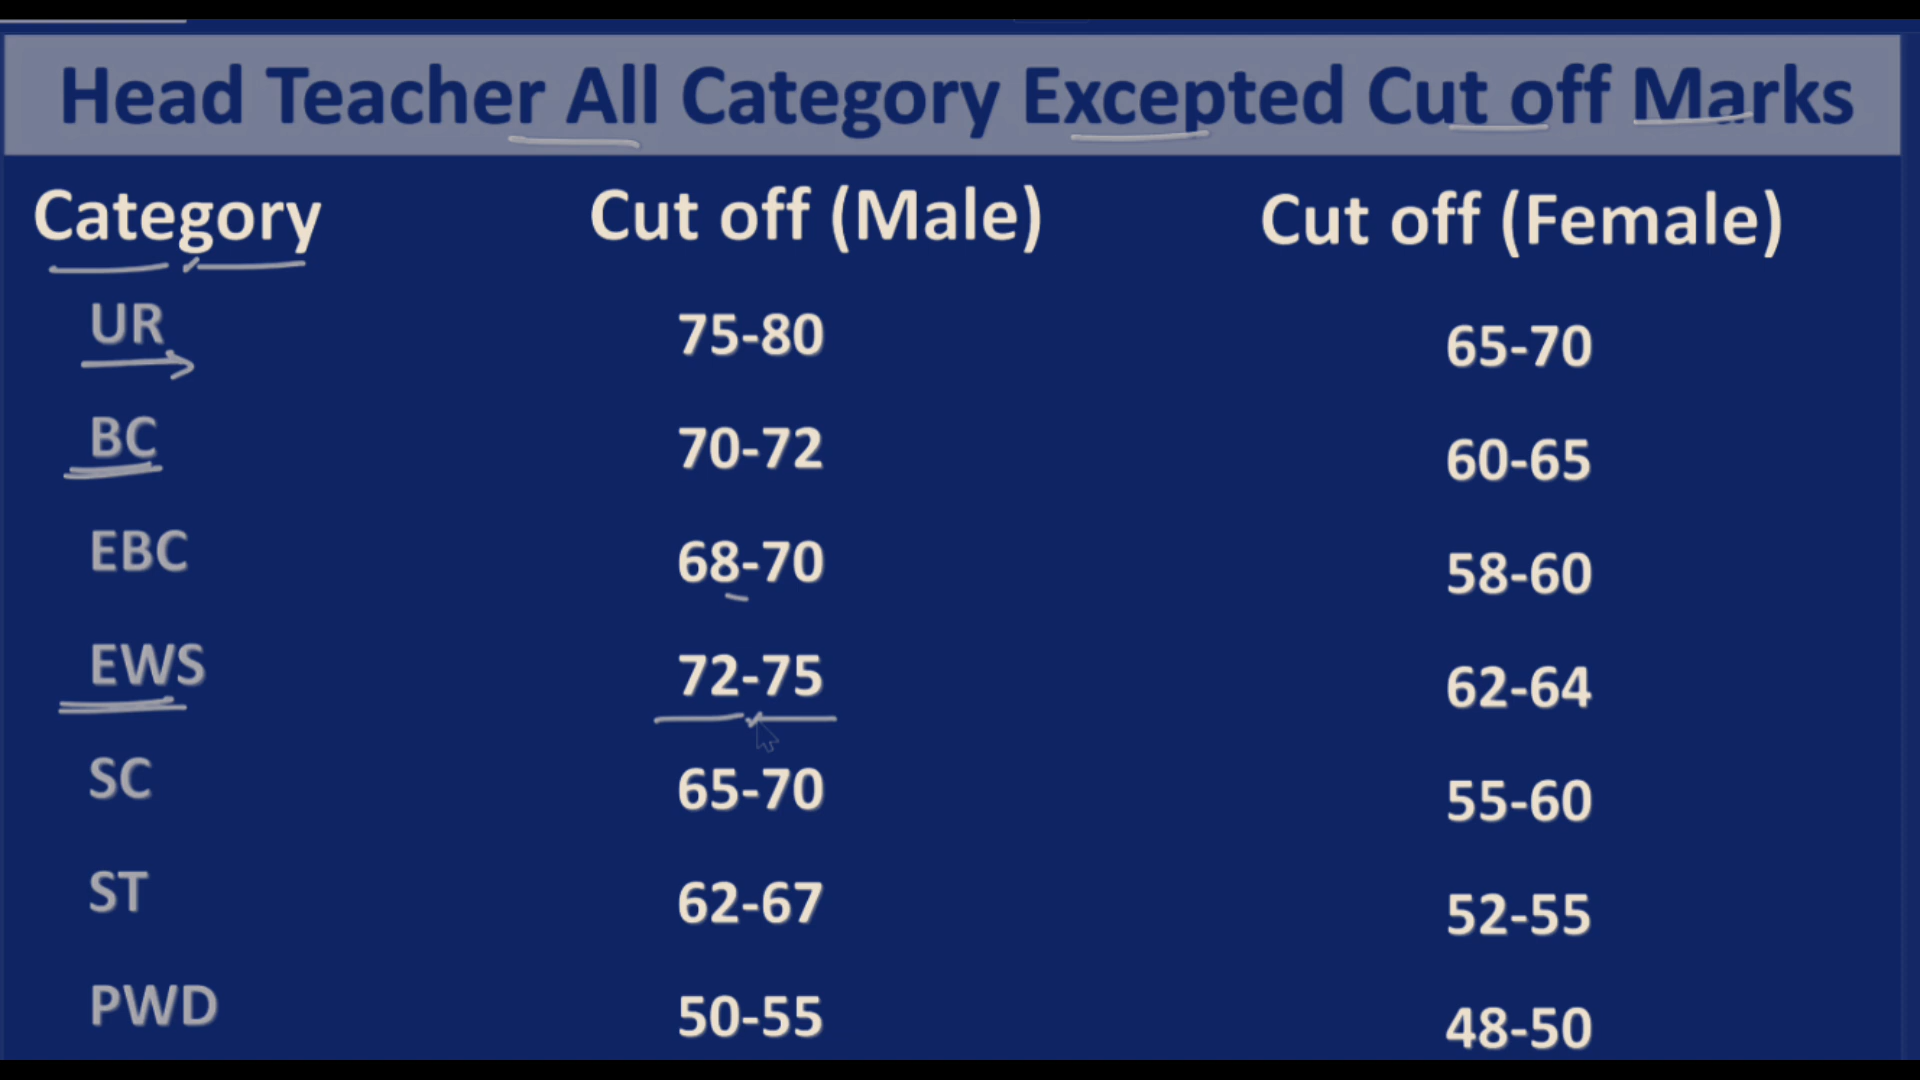 Head Teacher All Category Excepted Cut off Marks
Category Cut off (Male) Cut off (Female)
UR 75-80 65-70
BC 70-72 60-65
EBC 68-70 58-60
EWS 72-75 62-64
SC 65-70 55-60
ST 62-67 52-55
PWD 50-55 48-50